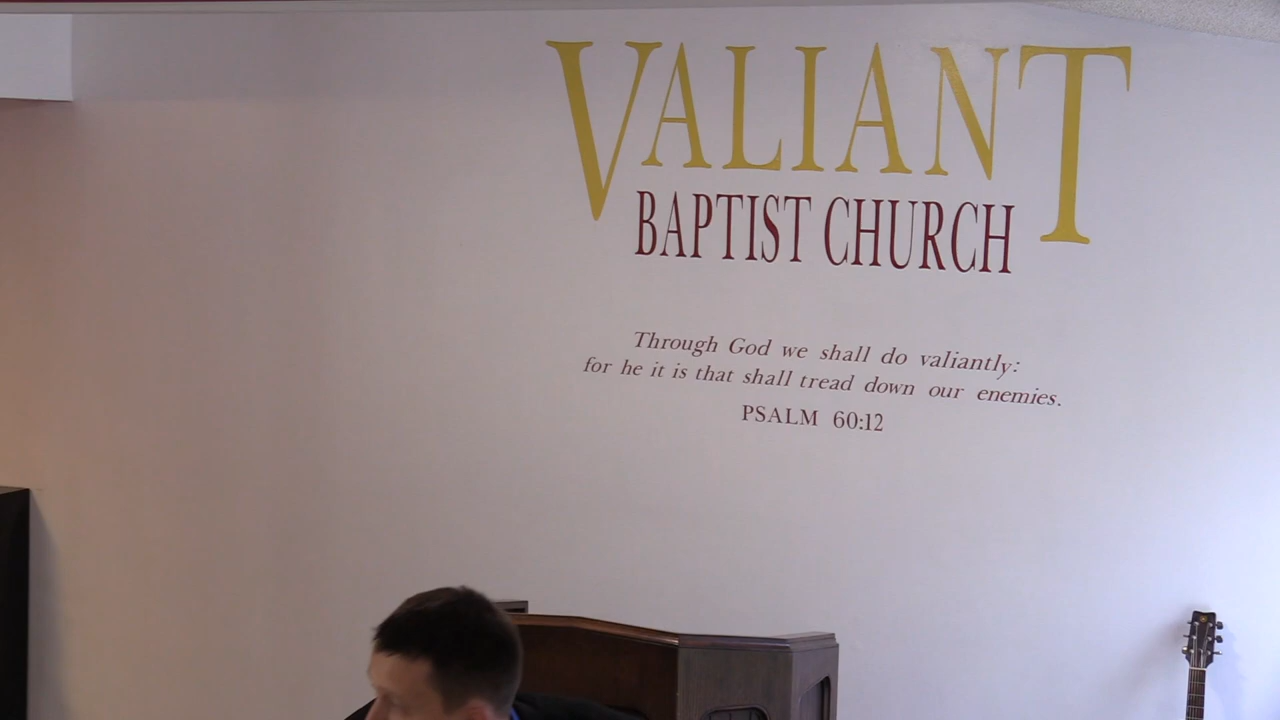 VALIANT
BAPTIST CHURCH
Through God we shall do valiantly:
for he it is that shall tread down our enemies.
PSALM 60:12